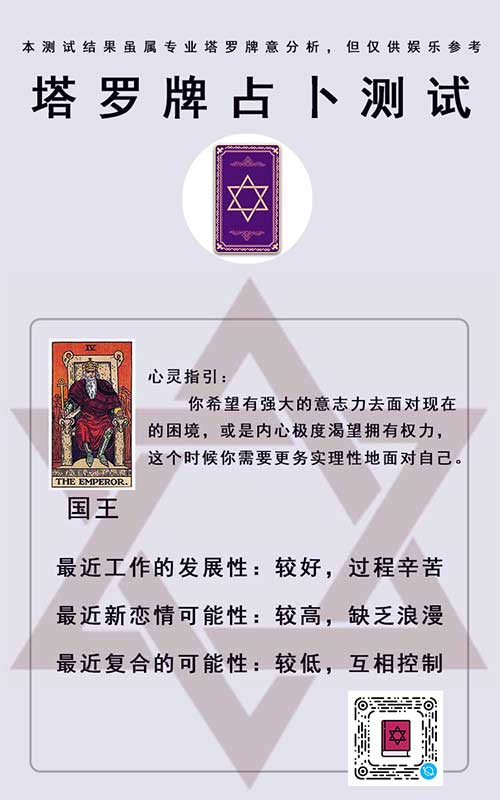 本测试结果虽属专业塔罗牌意分析，但仅供娱乐参考
塔罗牌占卜测试
IV
THE EMPEROR.
国王
心灵指引：
你希望有强大的意志力去面对现在
的困境，或是内心极度渴望拥有权力，
这个时候你需要更务实理性地面对自己。
最近工作的发展性：较好，过程辛苦
最近新恋情可能性：较高，缺乏浪漫
最近复合的可能性：较低，互相控制